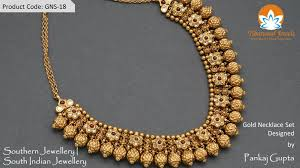 Product Code: GNS-18
Southern Jewellery |
South Indian Jewellery
Gold Necklace Set
Designed
by
Pankaj Gupta